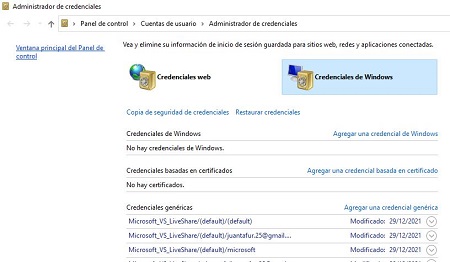 Administrador de credenciales
Panel de control > Cuentas de usuario > Administrador de credenciales
Ventana principal del Panel de control
Vea y elimine su información de inicio de sesión guardada para sitios web, redes y aplicaciones conectadas.
Credenciales web
Credenciales de Windows
Copia de seguridad de credenciales Restaurar credenciales
Credenciales de Windows Agregar una credencial de Windows
No hay credenciales de Windows.
Credenciales basadas en certificados Agregar una credencial basada en certificado
No hay certificados.
Credenciales genéricas Agregar una credencial genérica
Microsoft_VS_LiveShare/(default)/(default) Modificado: 29/12/2021
Microsoft_VS_LiveShare/(default)/juantafur.25@gmail.... Modificado: 29/12/2021
Microsoft_VS_LiveShare/(default)/microsoft Modificado: 29/12/2021